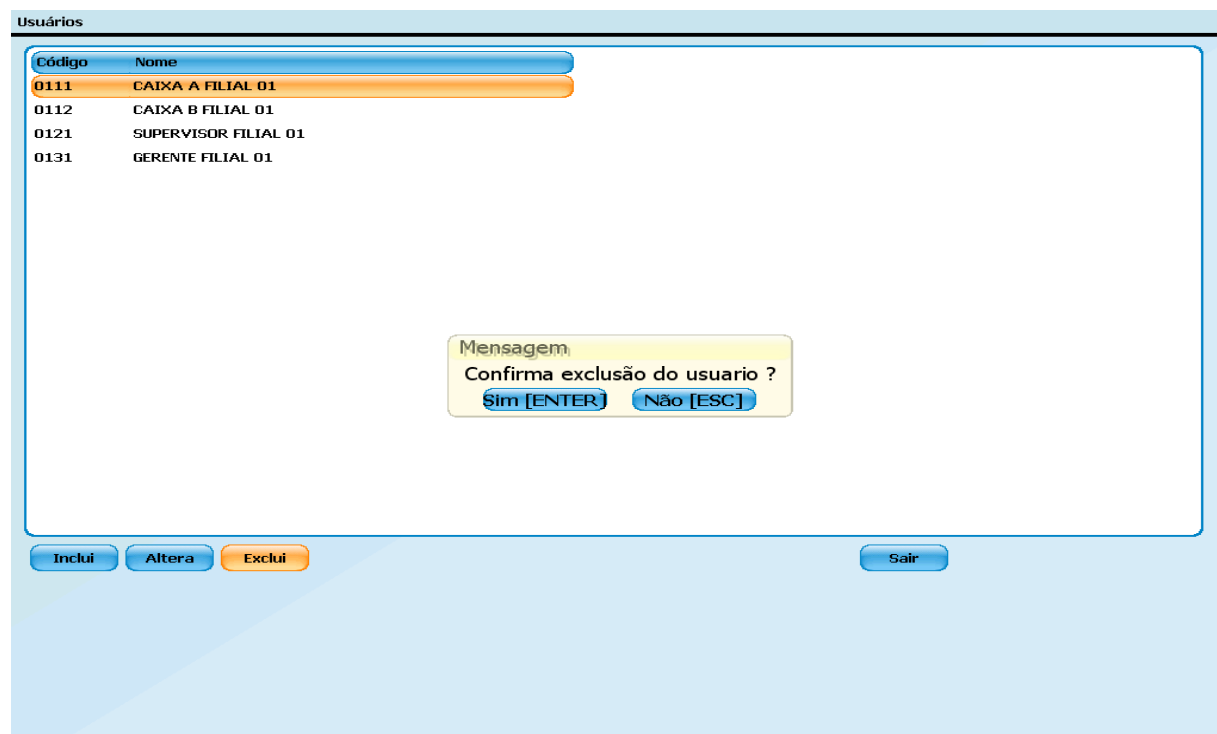 Usuários
Código Nome
0111 CAIXA A FILIAL 01
0112 CAIXA B FILIAL 01
0121 SUPERVISOR FILIAL 01
0131 GERENTE FILIAL 01
Mensagem
Confirma exclusão do usuario ?
Sim [ENTER] Não [ESC]
Inclui Altera Exclui Sair